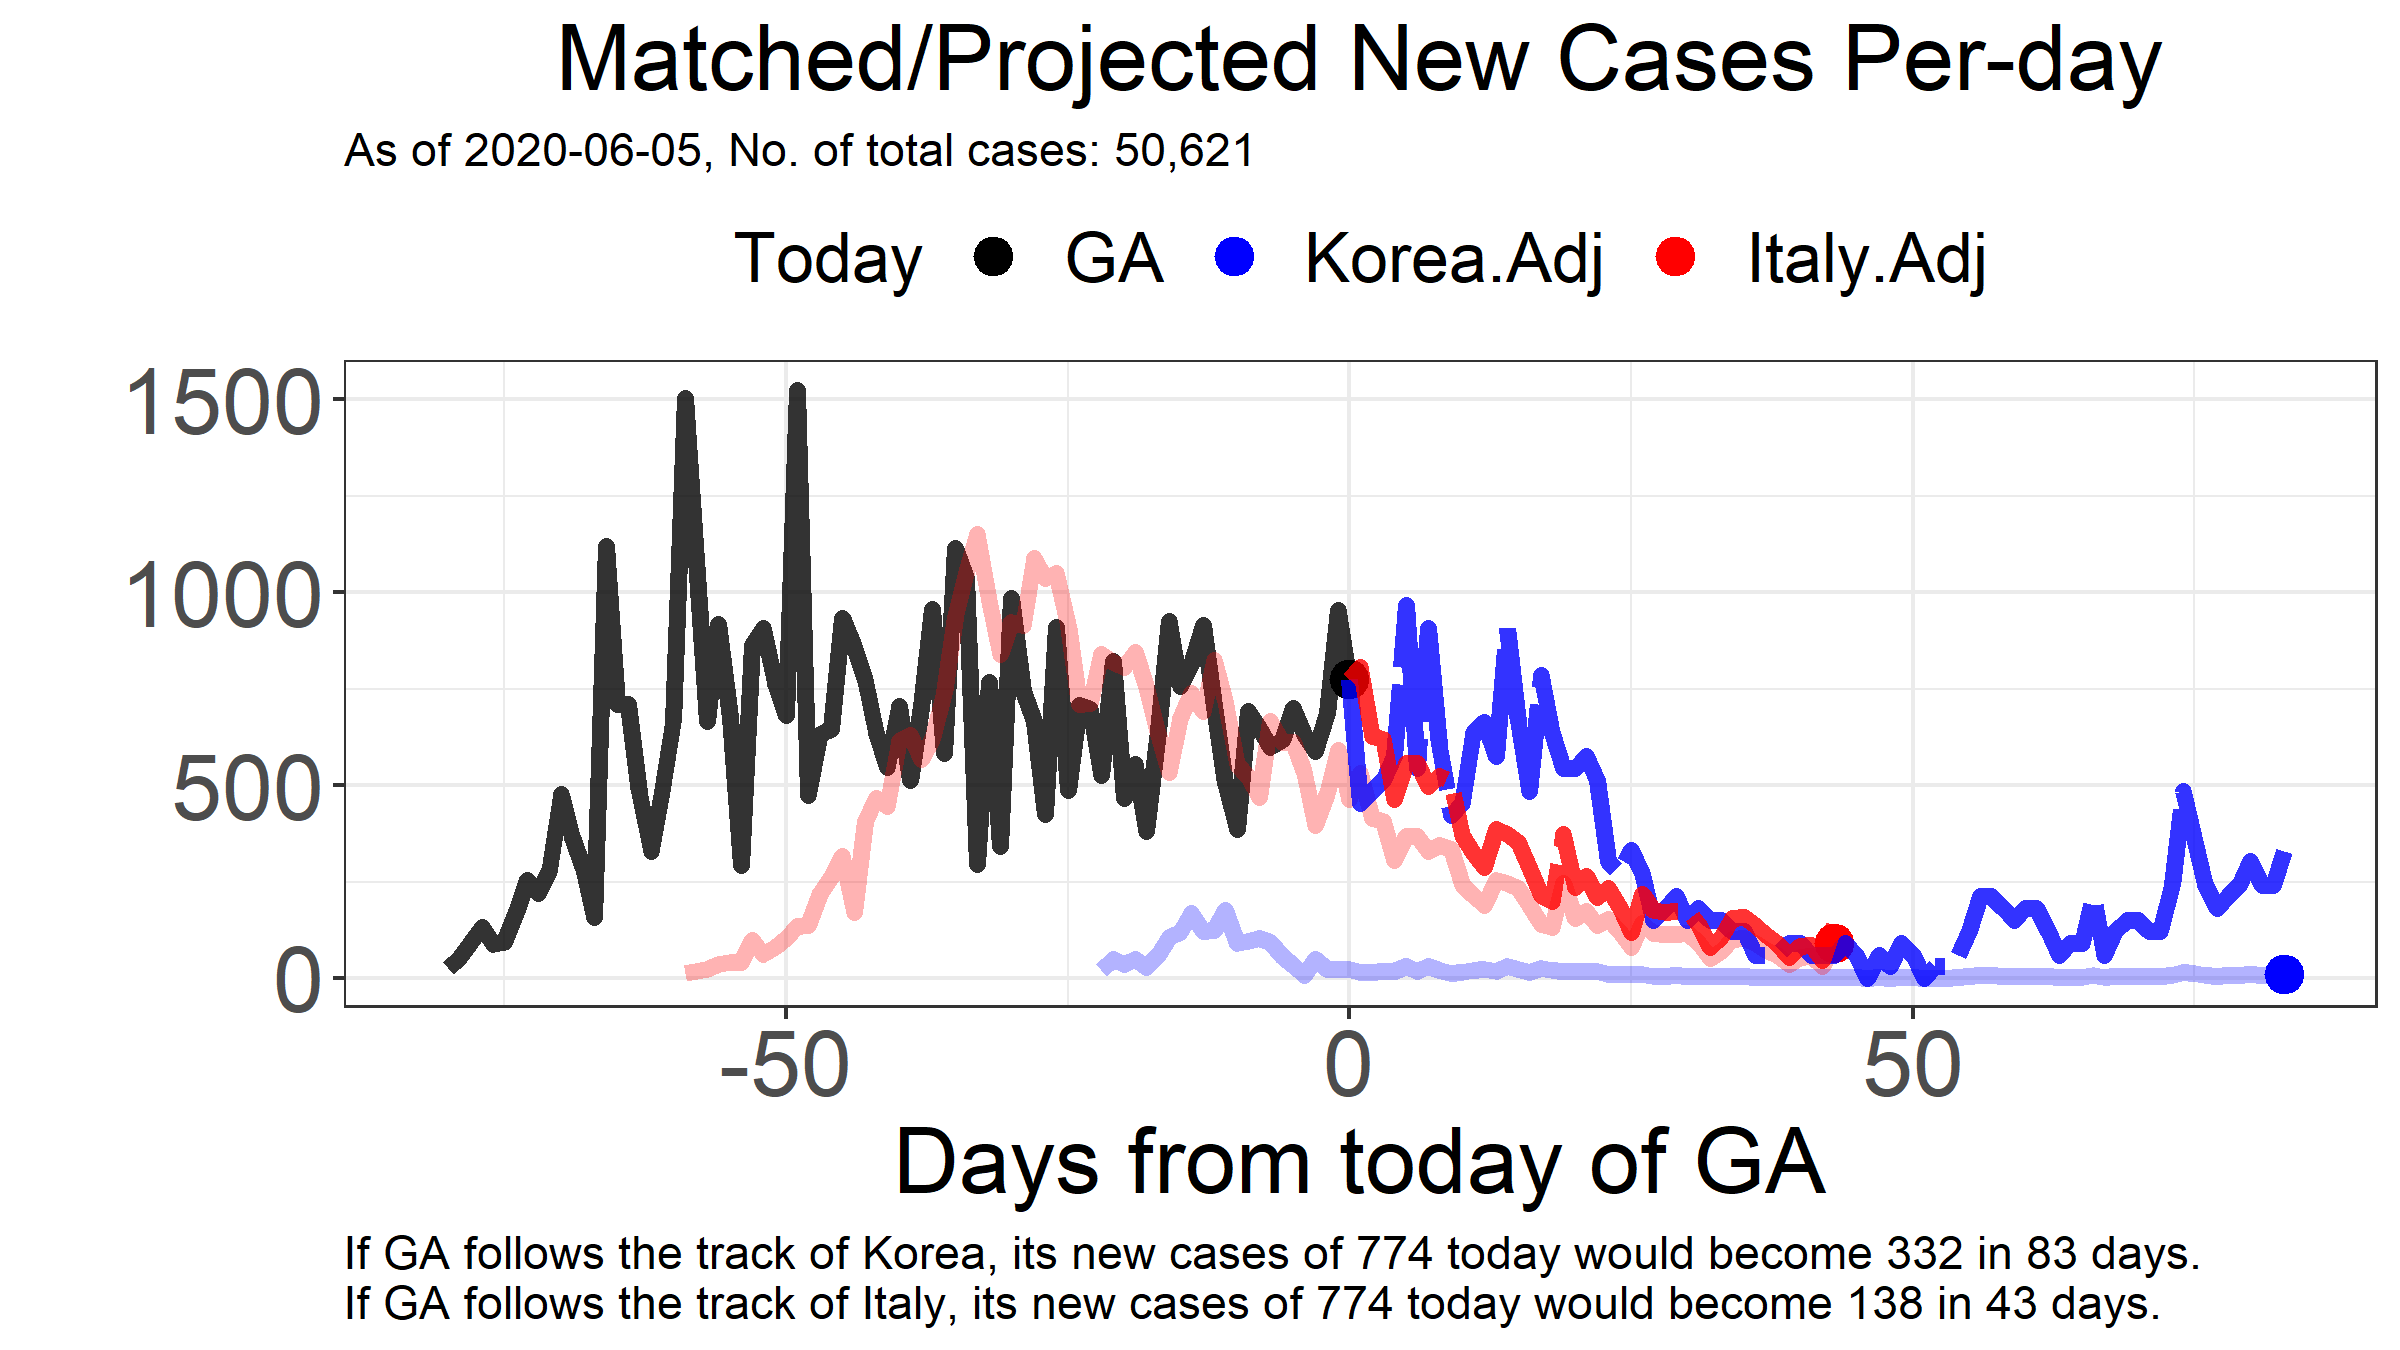 Matched/Projected New Cases Per-day
As of 2020-06-05, No. of total cases: 50,621
Today GA Korea.Adj Italy.Adj
1500
1000
500
0
-50 0 50
Days from today of GA
If GA follows the track of Korea, its new cases of 774 today would become 332 in 83 days.
If GA follows the track of Italy, its new cases of 774 today would become 138 in 43 days.